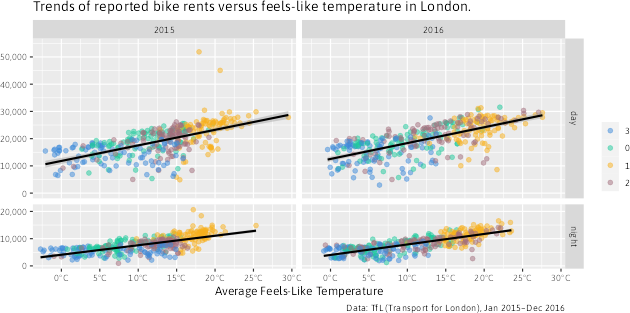 Trends of reported bike rents versus feels-like temperature in London.
2015
2016
50,000
40,000
30,000
20,000
10,000
0
day
20,000
10,000
0
night
3
0
1
2
0°C 5°C 10°C 15°C 20°C 25°C 30°C
0°C 5°C 10°C 15°C 20°C 25°C 30°C
Average Feels-Like Temperature
Data: TfL (Transport for London), Jan 2015–Dec 2016